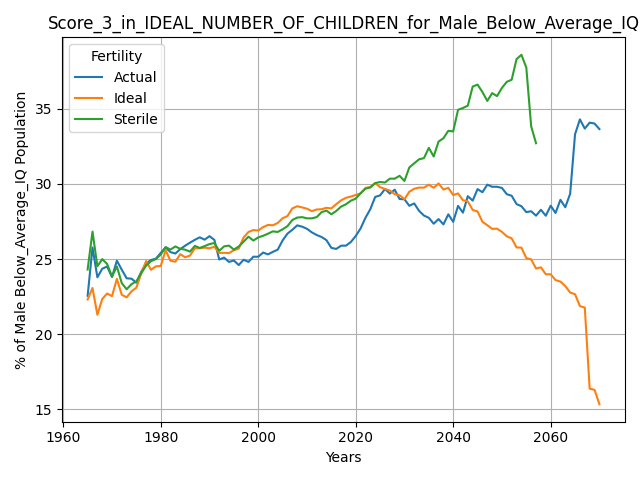 Score_3_in_IDEAL_NUMBER_OF_CHILDREN_for_Male_Below_Average_IQ
Fertility
Actual
Ideal
Sterile
% of Male Below_Average_IQ Population
35
30
25
20
15
1960
1980
2000
2020
2040
2060
Years